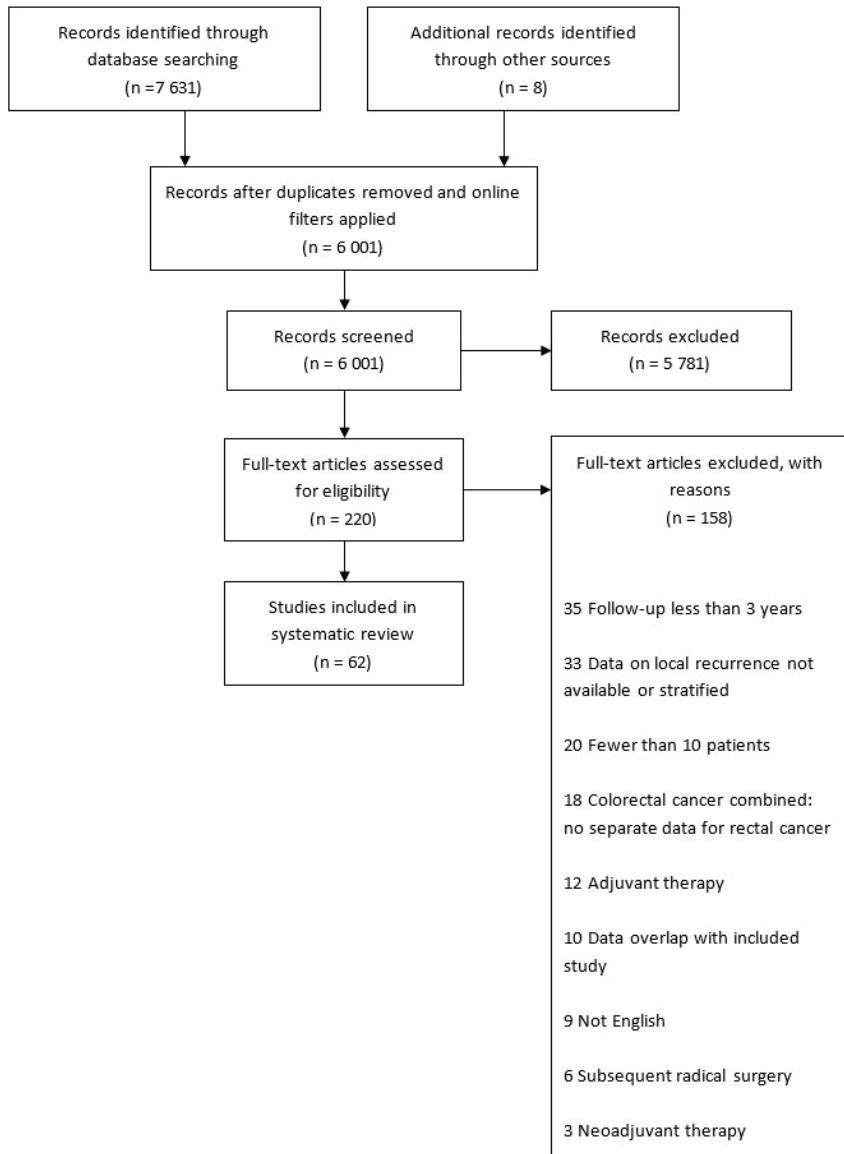 Records identified through
database searching
(n =7 631)
Additional records identified
through other sources
(n = 8)
Records after duplicates removed and online
filters applied
(n = 6 001)
Records screened
(n = 6 001)
Records excluded
(n = 5 781)
Full-text articles assessed
for eligibility
(n = 220)
Full-text articles excluded, with
reasons
(n = 158)
35 Follow-up less than 3 years
33 Data on local recurrence not
available or stratified
20 Fewer than 10 patients
18 Colorectal cancer combined:
no separate data for rectal cancer
12 Adjuvant therapy
10 Data overlap with included
study
9 Not English
6 Subsequent radical surgery
3 Neoadjuvant therapy
Studies included in
systematic review
(n = 62)